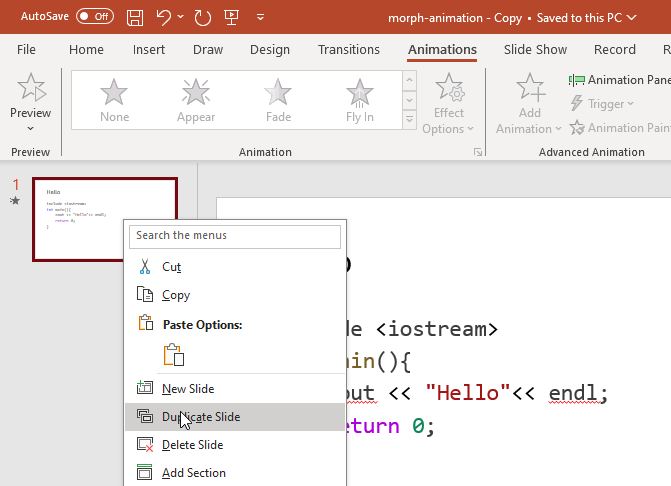 AutoSave Off morph-animation - Copy • Saved to this PC
File Home Insert Draw Design Transitions Animations Slide Show Record R
Preview None Appear Fade Fly In Effect Options Add Animation Animation Pane
Trigger
Animation Paint
Preview Animation Advanced Animation
1
Hello
include <iostream>
int main(){
cout << "Hello"<< endl;
return 0;
}
Search the menus
Cut
Copy
Paste Options:
New Slide
Duplicate Slide
Delete Slide
Add Section
de <iostream>
in(){
out << "Hello"<< endl;
eturn 0;